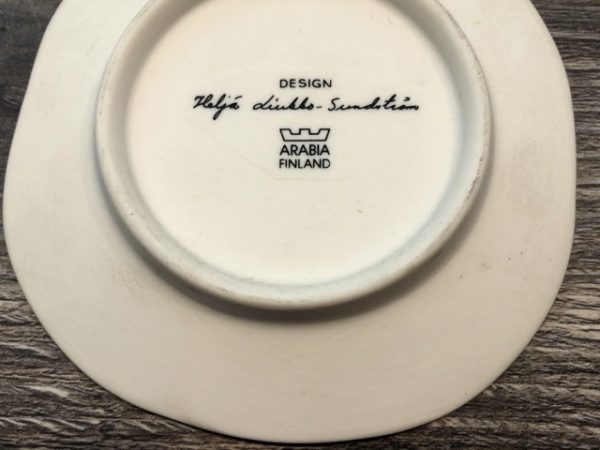 DESIGN
Heljä Liukko-Sundström
ARABIA
FINLAND